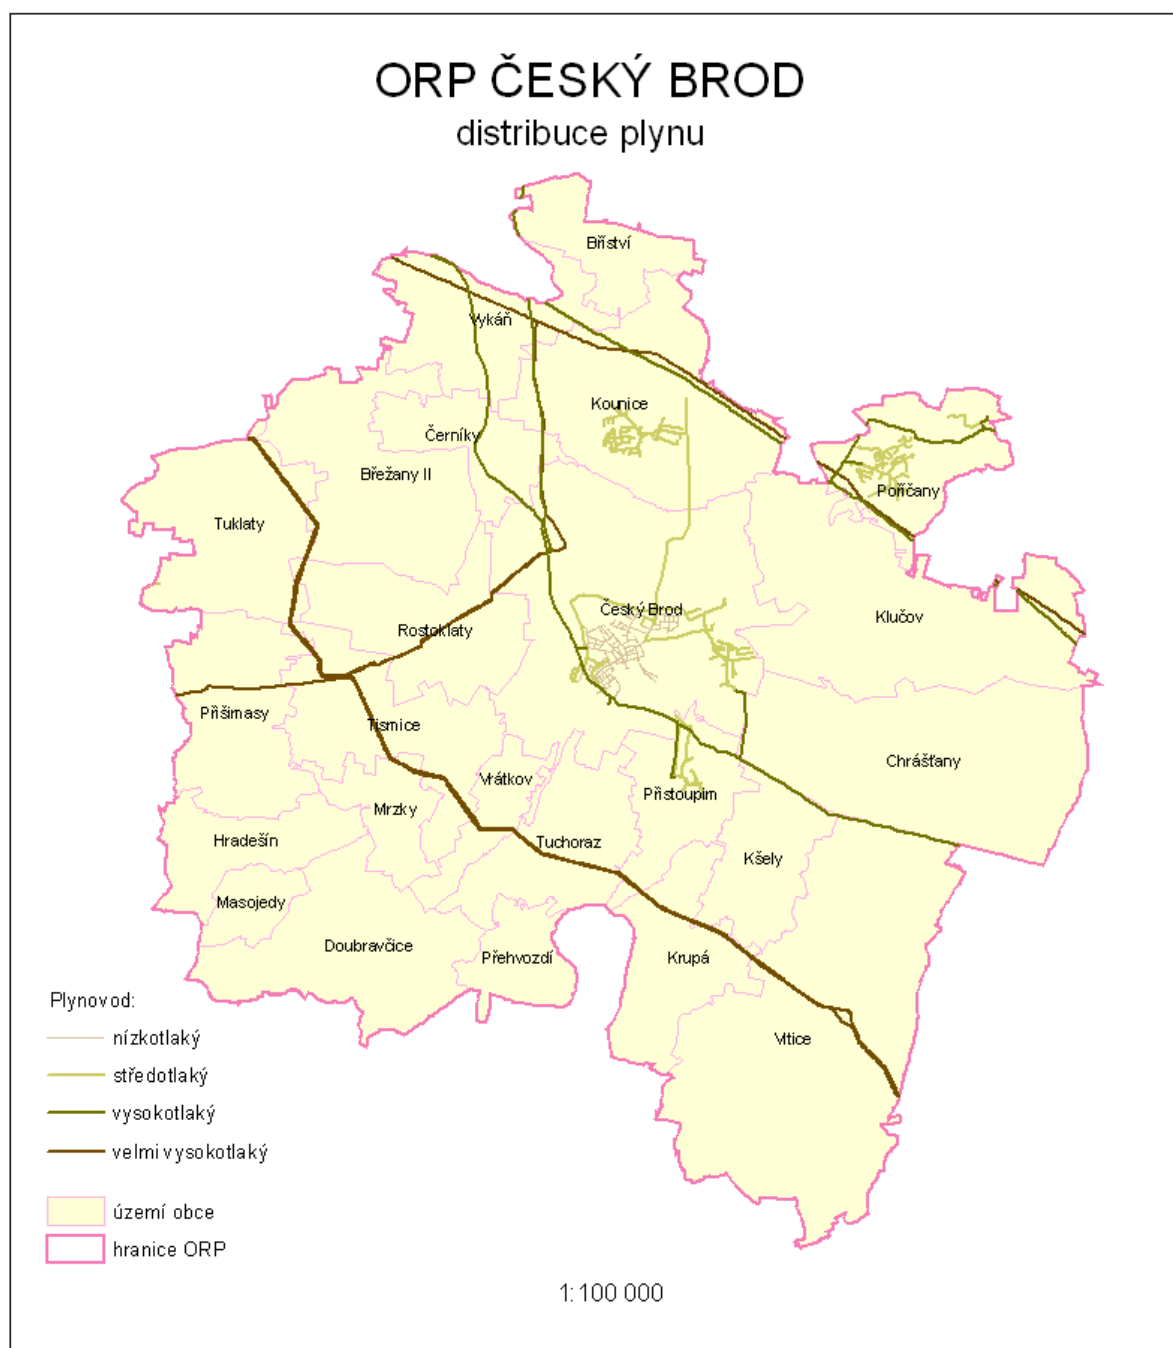 ORP ČESKÝ BROD
distribuce plynu
Bříství
Vykáň
Kounice
Černíky
Břežany II
Poříčany
Tuklaty
Český Brod
Klučov
Rostoklaty
Přišimasy
Tismice
Chrášťany
Vrátkov
Přistoupim
Mrzky
Hradešín
Tuchoraz
Kšely
Masojedy
Doubravčice
Přehvozdí
Krupá
Vitice
Plynovod:
nízkotlaký
středotlaký
vysokotlaký
velmi vysokotlaký
území obce
hranice ORP
1:100 000